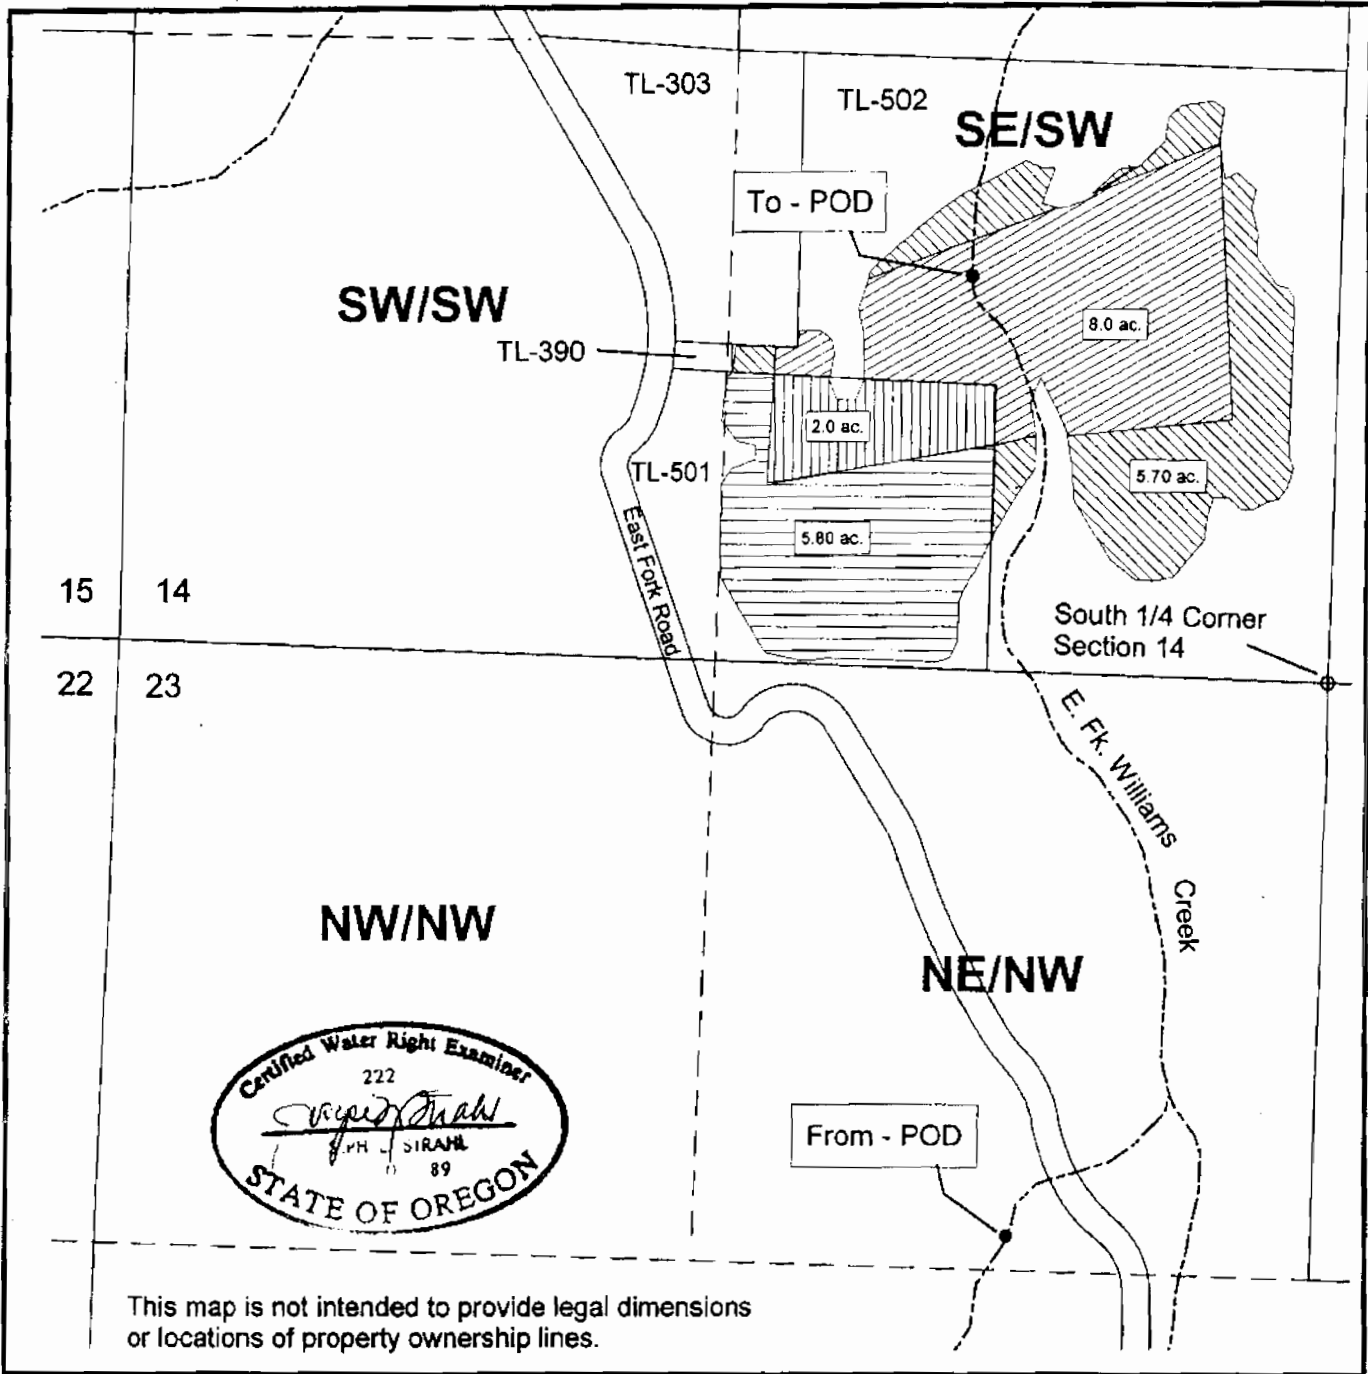 TL-303
TL-502
SE/SW
To - POD
SW/SW
8.0 ac.
TL-390
2.0 ac.
TL-501
5.70 ac.
5.80 ac.
East Fork Road
15
14
South 1/4 Corner
Section 14
22
23
E. Fk. Williams Creek
NW/NW
NE/NW
Certified Water Right Examiner
222
STRAHL
89
STATE OF OREGON
From - POD
This map is not intended to provide legal dimensions
or locations of property ownership lines.